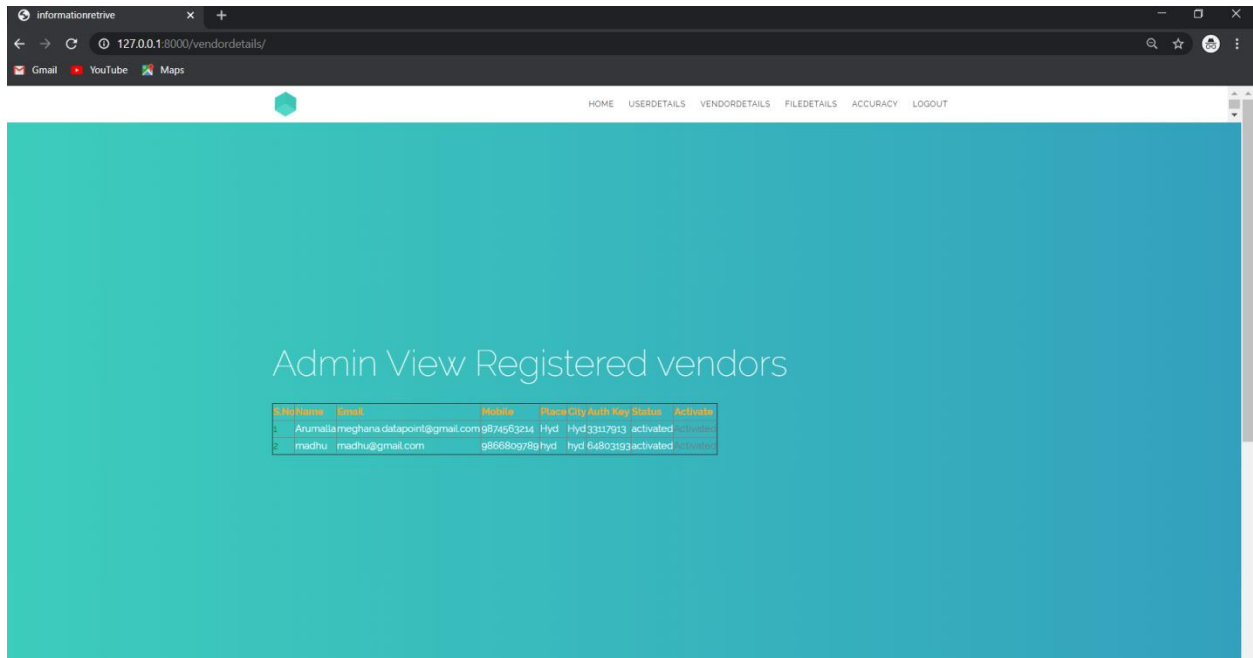 informationretrive
127.0.0.1:8000/vendordetails/
Gmail YouTube Maps
HOME USERDETAILS VENDORDETAILS FILEDETAILS ACCURACY LOGOUT
Admin View Registered vendors
S.No Name Email Mobile Place City Auth Key Status Activate
1 Arumalla meghana.datapoint@gmail.com 9874563214 Hyd Hyd 33117913 activated Activated
2 madhu madhu@gmail.com 9866809789 hyd hyd 64803193 activated Activated